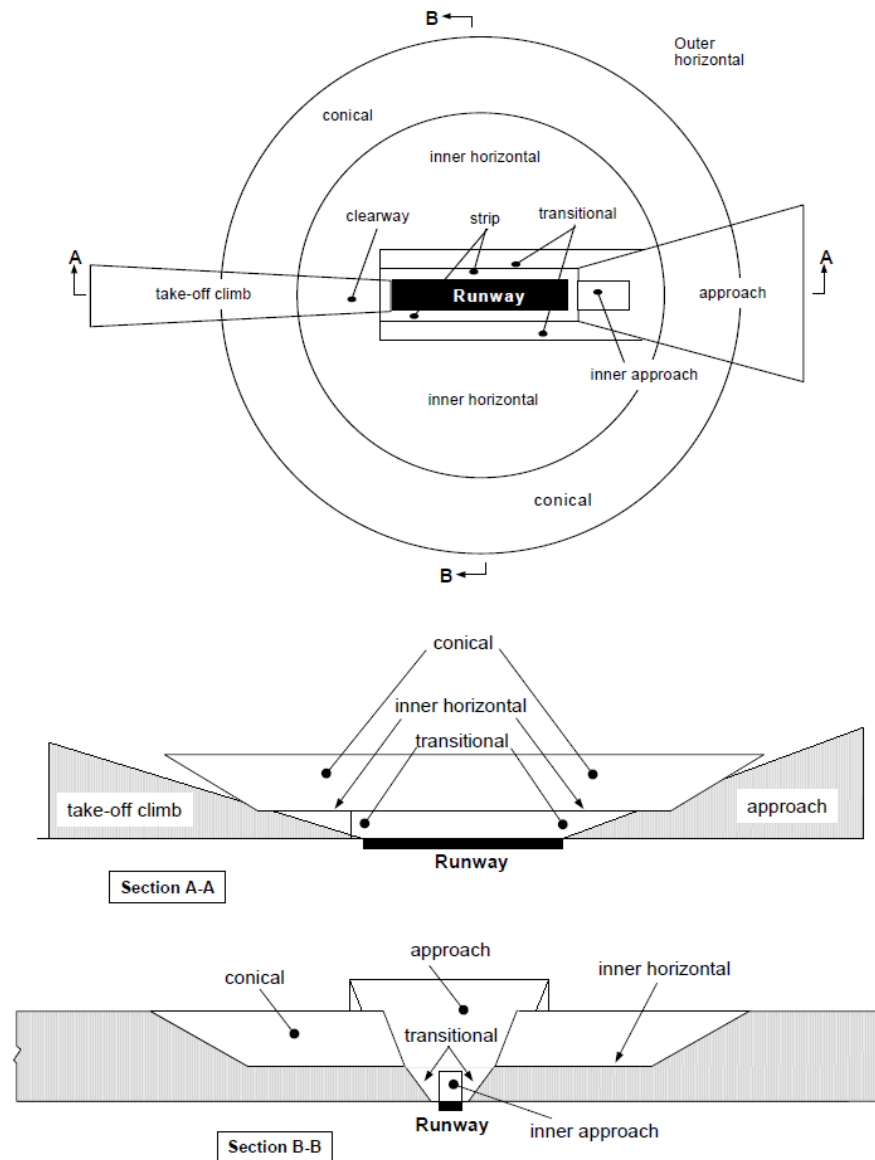 B
Outer
horizontal
conical
inner horizontal
clearway
strip
transitional
A
A
take-off climb
Runway
approach
inner approach
inner horizontal
conical
B
conical
inner horizontal
transitional
take-off climb
approach
Runway
Section A-A
approach
conical
inner horizontal
transitional
Runway
inner approach
Section B-B